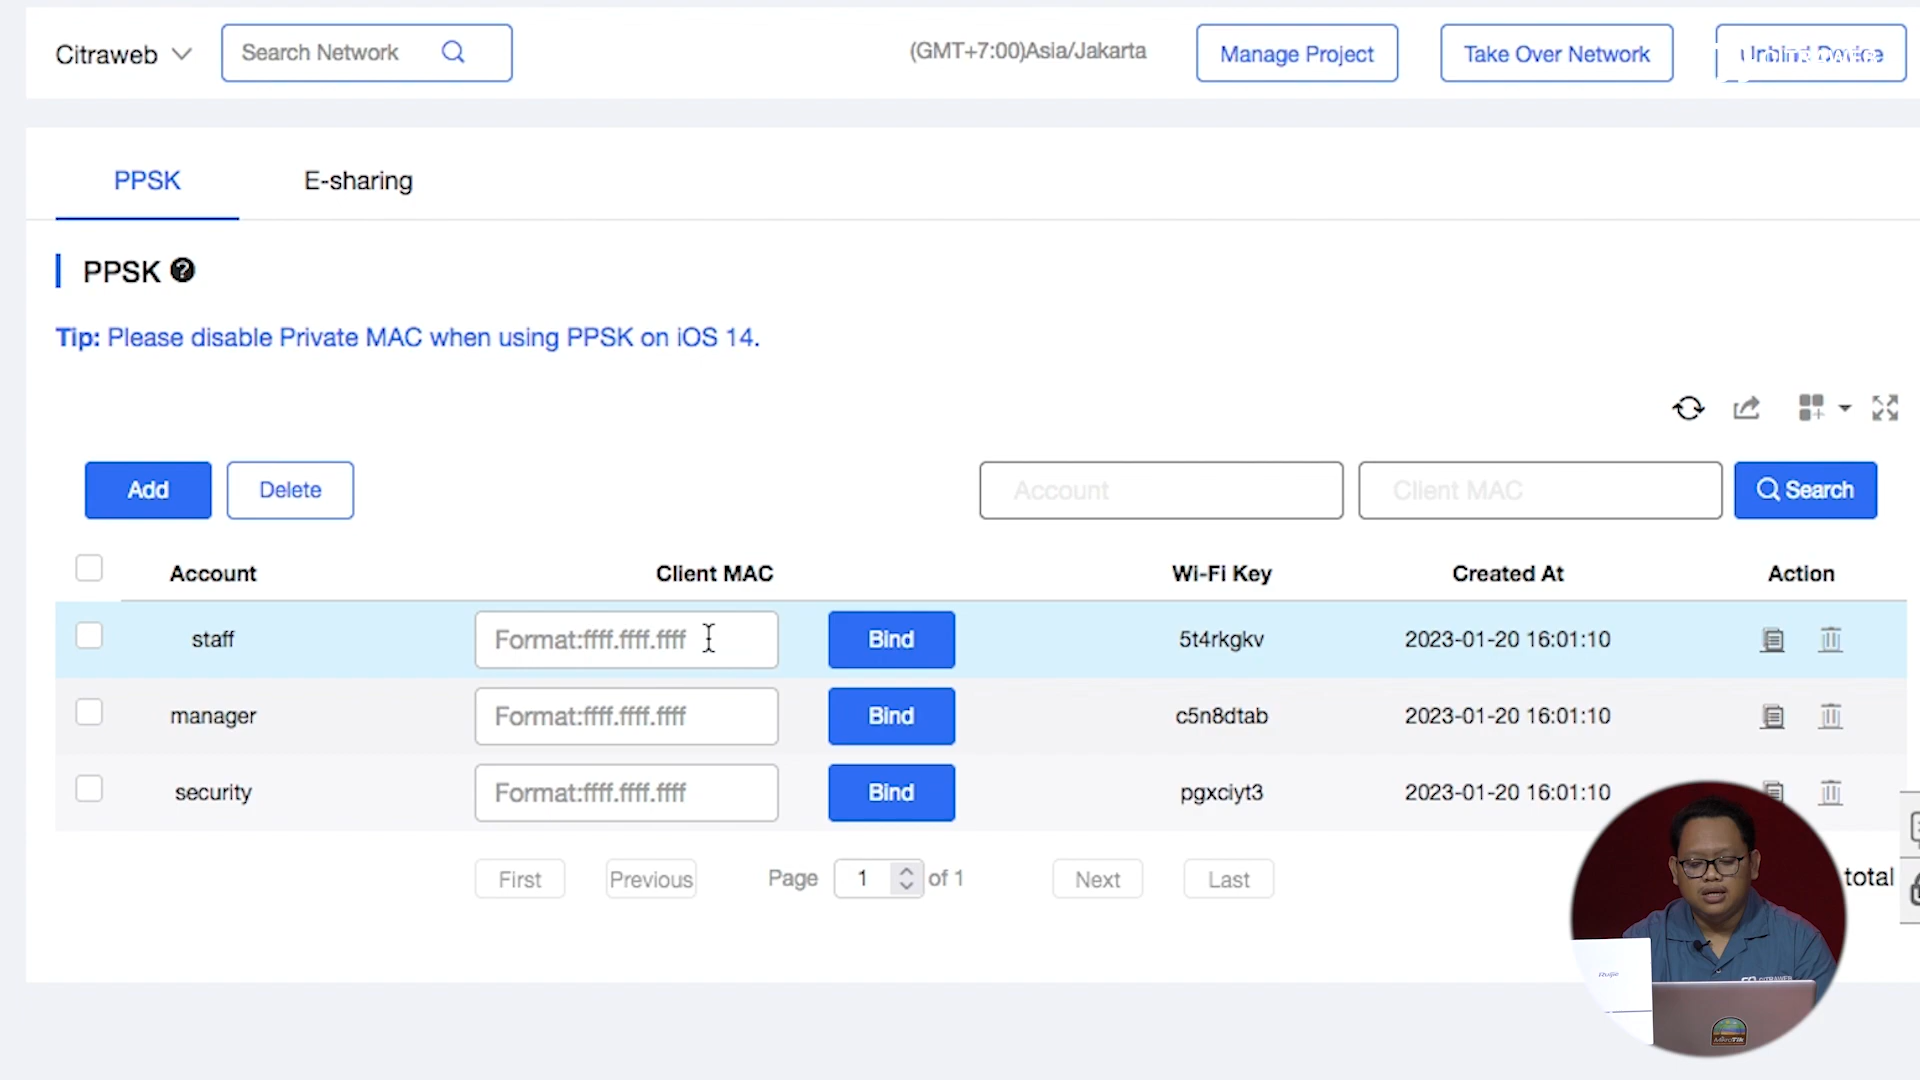 Citraweb
Search Network
(GMT+7:00)Asia/Jakarta
Manage Project
Take Over Network
PPSK
E-sharing
PPSK
Tip: Please disable Private MAC when using PPSK on iOS 14.
Add
Delete
Account
Client MAC
Search
Account
Client MAC
Wi-Fi Key
Created At
Action
staff
Format:ffff.ffff.ffff
Bind
5t4rkgkv
2023-01-20 16:01:10
manager
Format:ffff.ffff.ffff
Bind
c5n8dtab
2023-01-20 16:01:10
security
Format:ffff.ffff.ffff
Bind
pgxciyt3
2023-01-20 16:01:10
First
Previous
Page
1
of 1
Next
Last
total
Ruijie
CITRAWEB
MikroTik